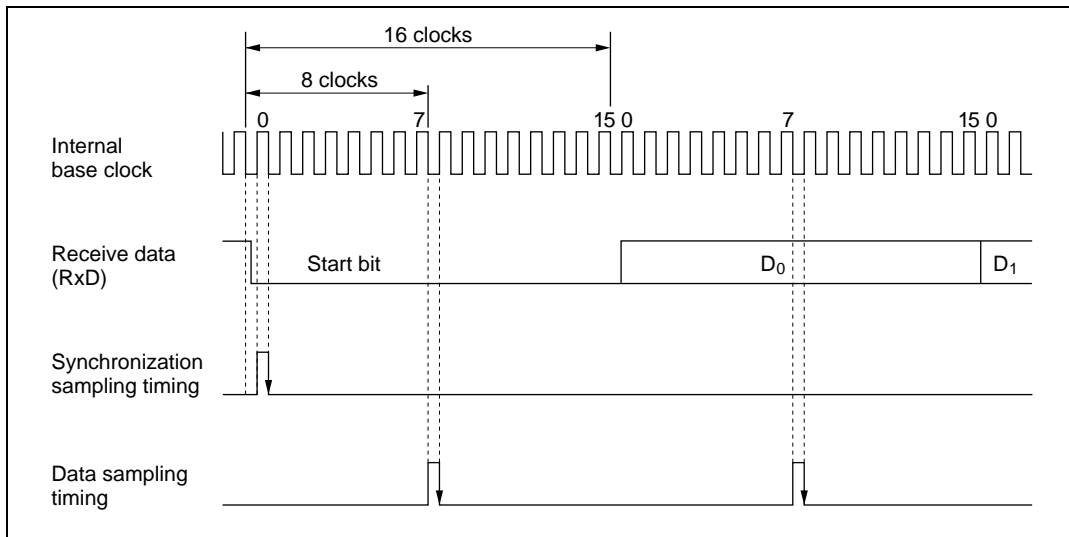 16 clocks
8 clocks
0 7 15 0 7 15 0
Internal
base clock
Receive data
(RxD)
Start bit D₀ D₁
Synchronization
sampling timing
Data sampling
timing